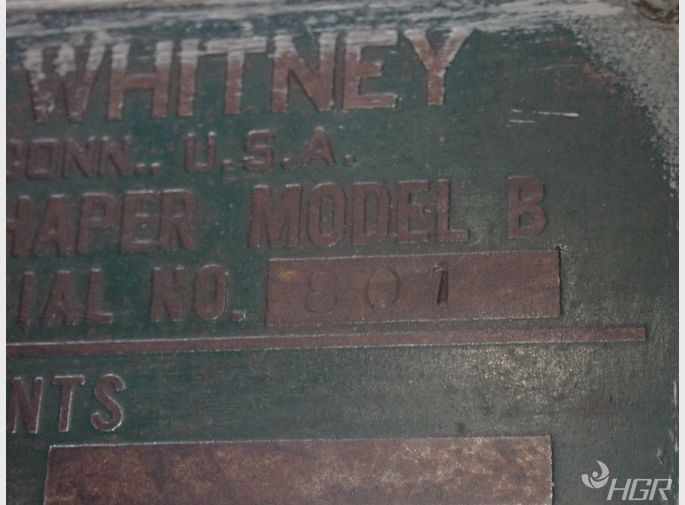 WHITNEY
CONN., U.S.A.
HAPER MODEL B
IAL NO. 801
NTS
HGR